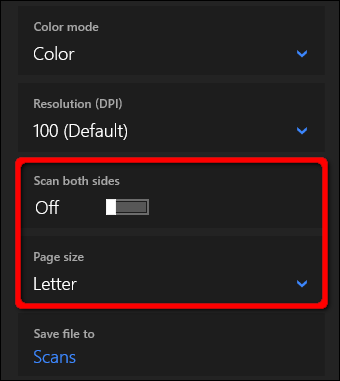 Color mode
Color
Resolution (DPI)
100 (Default)
Scan both sides
Off
Page size
Letter
Save file to
Scans